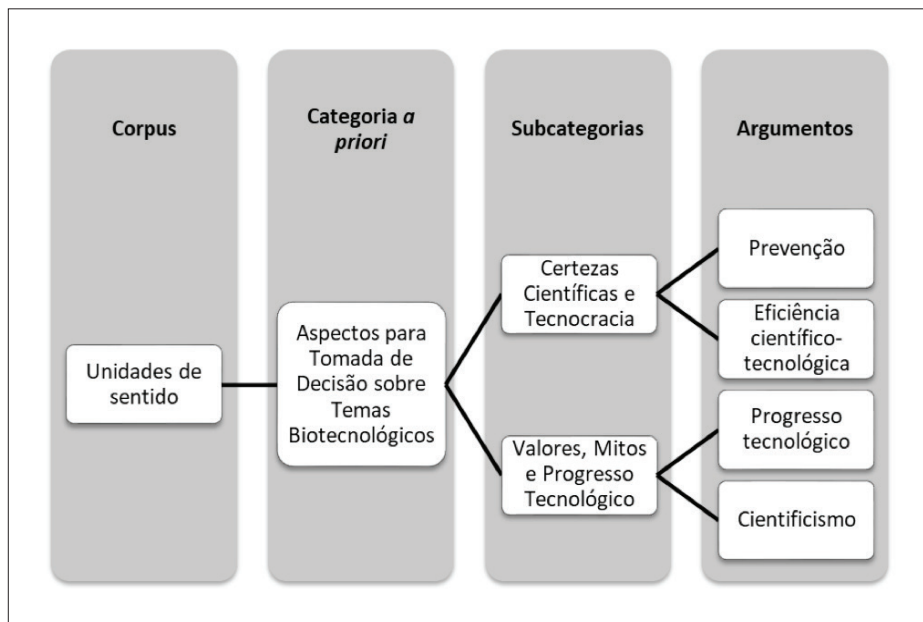 Corpus
Categoria a
priori
Subcategorias
Argumentos
Unidades de
sentido
Aspectos para
Tomada de
Decisão sobre
Temas
Biotecnológicos
Certezas
Científicas e
Tecnocracia
Valores, Mitos
e Progresso
Tecnológico
Prevenção
Eficiência
científico-
tecnológica
Progresso
tecnológico
Cientificismo